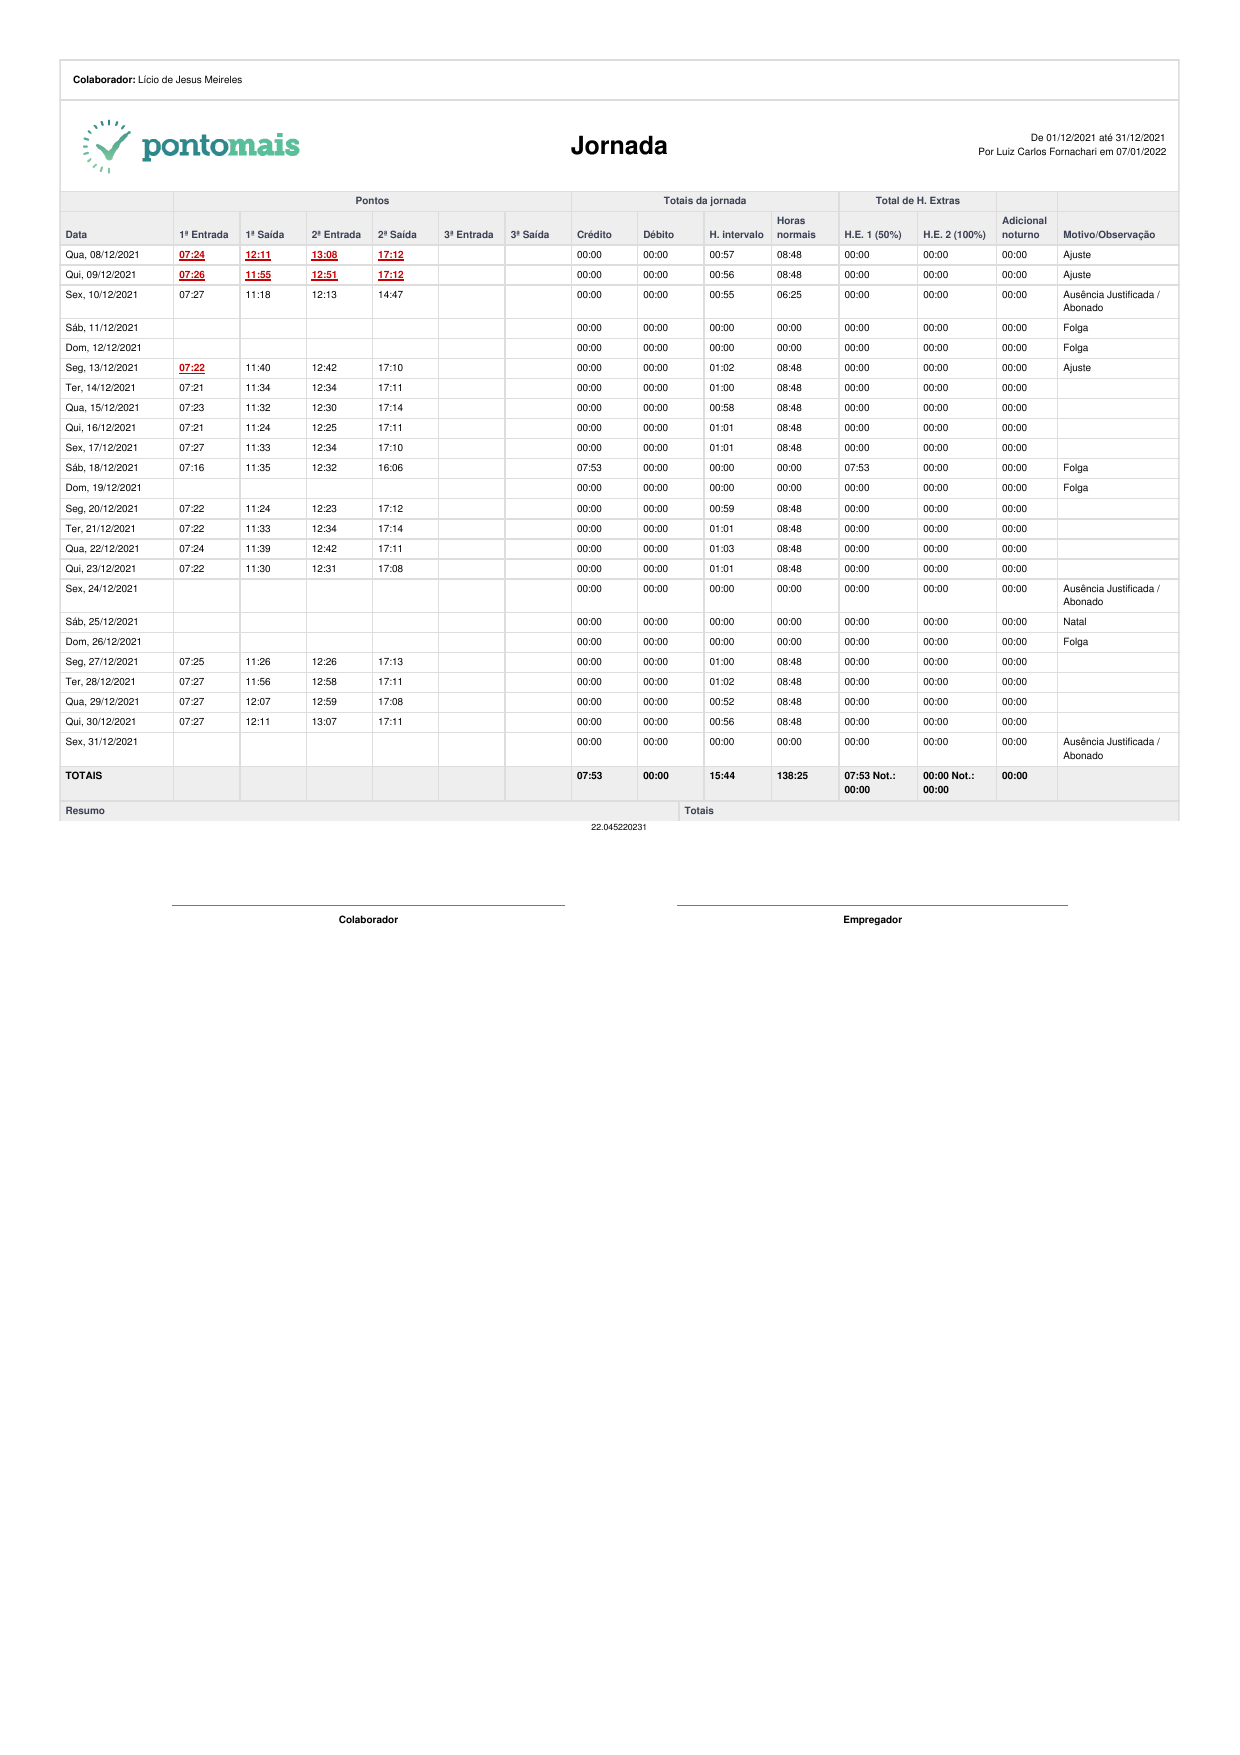 Colaborador: Lício de Jesus Meireles
pontomais
Jornada
De 01/12/2021 até 31/12/2021
Por Luiz Carlos Fornachari em 07/01/2022
Pontos Totais da jornada Total de H. Extras
Data 1ª Entrada 1ª Saída 2ª Entrada 2ª Saída 3ª Entrada 3ª Saída Crédito Débito H. intervalo Horas normais H.E. 1 (50%) H.E. 2 (100%) Adicional noturno Motivo/Observação
Qua, 08/12/2021 07:24 12:11 13:08 17:12 00:00 00:00 00:57 08:48 00:00 00:00 00:00 Ajuste
Qui, 09/12/2021 07:26 11:55 12:51 17:12 00:00 00:00 00:56 08:48 00:00 00:00 00:00 Ajuste
Sex, 10/12/2021 07:27 11:18 12:13 14:47 00:00 00:00 00:55 06:25 00:00 00:00 00:00 Ausência Justificada / Abonado
Sáb, 11/12/2021 00:00 00:00 00:00 00:00 00:00 00:00 00:00 Folga
Dom, 12/12/2021 00:00 00:00 00:00 00:00 00:00 00:00 00:00 Folga
Seg, 13/12/2021 07:22 11:40 12:42 17:10 00:00 00:00 01:02 08:48 00:00 00:00 00:00 Ajuste
Ter, 14/12/2021 07:21 11:34 12:34 17:11 00:00 00:00 01:00 08:48 00:00 00:00 00:00
Qua, 15/12/2021 07:23 11:32 12:30 17:14 00:00 00:00 00:58 08:48 00:00 00:00 00:00
Qui, 16/12/2021 07:21 11:24 12:25 17:11 00:00 00:00 01:01 08:48 00:00 00:00 00:00
Sex, 17/12/2021 07:27 11:33 12:34 17:10 00:00 00:00 01:01 08:48 00:00 00:00 00:00
Sáb, 18/12/2021 07:16 11:35 12:32 16:06 07:53 00:00 00:00 00:00 07:53 00:00 00:00 Folga
Dom, 19/12/2021 00:00 00:00 00:00 00:00 00:00 00:00 00:00 Folga
Seg, 20/12/2021 07:22 11:24 12:23 17:12 00:00 00:00 00:59 08:48 00:00 00:00 00:00
Ter, 21/12/2021 07:22 11:33 12:34 17:14 00:00 00:00 01:01 08:48 00:00 00:00 00:00
Qua, 22/12/2021 07:24 11:39 12:42 17:11 00:00 00:00 01:03 08:48 00:00 00:00 00:00
Qui, 23/12/2021 07:22 11:30 12:31 17:08 00:00 00:00 01:01 08:48 00:00 00:00 00:00
Sex, 24/12/2021 00:00 00:00 00:00 00:00 00:00 00:00 00:00 Ausência Justificada / Abonado
Sáb, 25/12/2021 00:00 00:00 00:00 00:00 00:00 00:00 00:00 Natal
Dom, 26/12/2021 00:00 00:00 00:00 00:00 00:00 00:00 00:00 Folga
Seg, 27/12/2021 07:25 11:26 12:26 17:13 00:00 00:00 01:00 08:48 00:00 00:00 00:00
Ter, 28/12/2021 07:27 11:56 12:58 17:11 00:00 00:00 01:02 08:48 00:00 00:00 00:00
Qua, 29/12/2021 07:27 12:07 12:59 17:08 00:00 00:00 00:52 08:48 00:00 00:00 00:00
Qui, 30/12/2021 07:27 12:11 13:07 17:11 00:00 00:00 00:56 08:48 00:00 00:00 00:00
Sex, 31/12/2021 00:00 00:00 00:00 00:00 00:00 00:00 00:00 Ausência Justificada / Abonado
TOTAIS 07:53 00:00 15:44 138:25 07:53 Not.: 00:00 00:00 Not.: 00:00 00:00
Resumo Totais
22.045220231
Colaborador Empregador